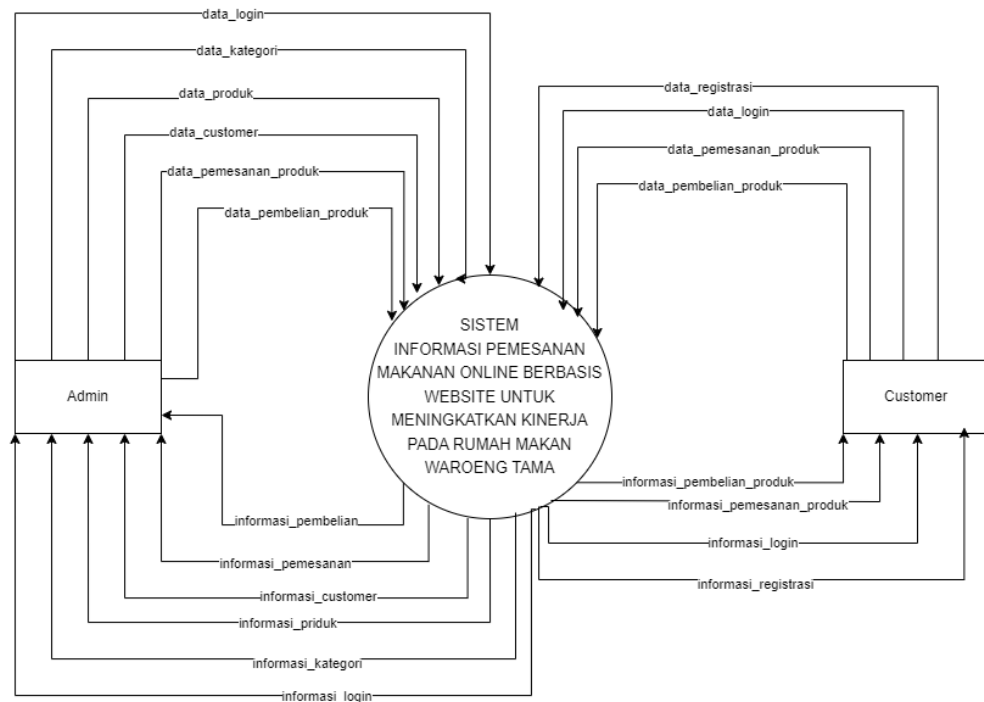 data_login
data_kategori
data_produk
data_customer
data_pemesanan_produk
data_pembelian_produk
data_registrasi
data_login
data_pemesanan_produk
data_pembelian_produk
SISTEM
INFORMASI PEMESANAN
MAKANAN ONLINE BERBASIS
WEBSITE UNTUK
MENINGKATKAN KINERJA
PADA RUMAH MAKAN
WAROENG TAMA
Admin
Customer
informasi_pembelian
informasi_pemesanan
informasi_customer
informasi_priduk
informasi_kategori
informasi_login
informasi_pembelian_produk
informasi_pemesanan_produk
informasi_login
informasi_registrasi